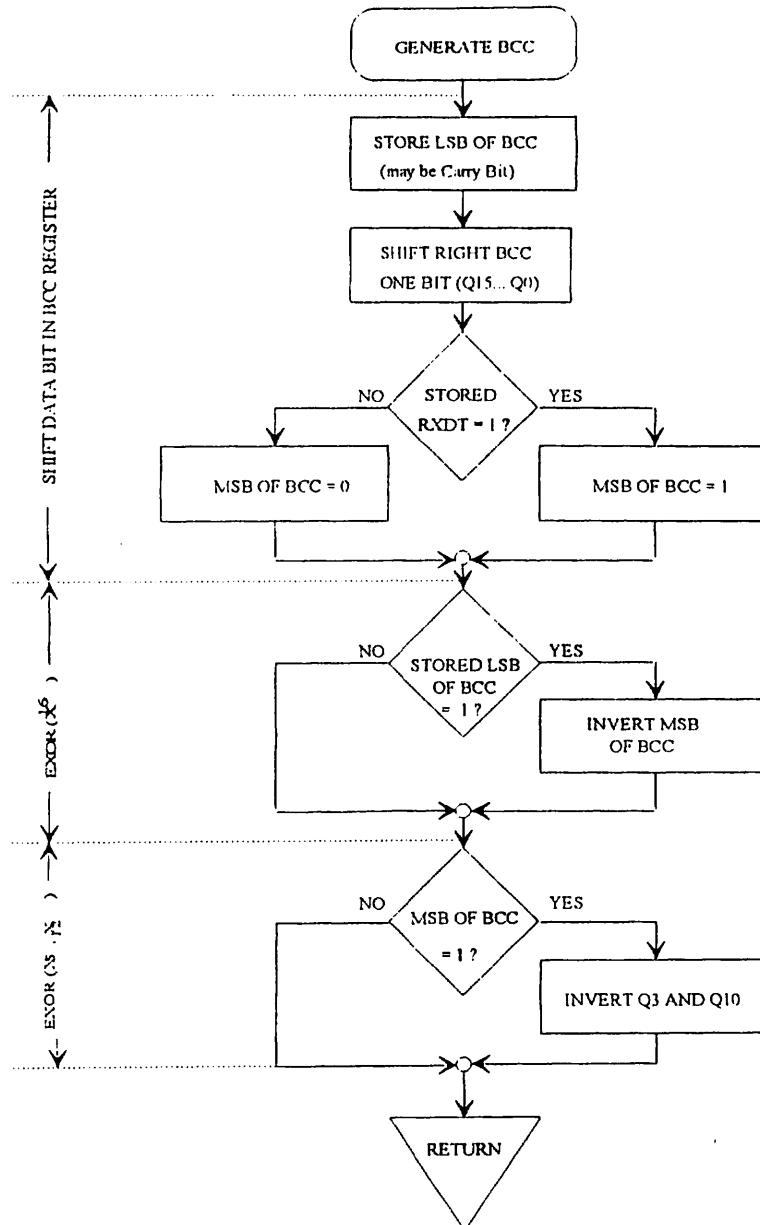 GENERATE BCC
STORE LSB OF BCC
(may be Carry Bit)
SHIFT RIGHT BCC
ONE BIT (Q15... Q0)
NO
STORED
RXDT = 1 ?
YES
MSB OF BCC = 0
MSB OF BCC = 1
SHIFT DATA BIT IN BCC REGISTER
NO
STORED LSB
OF BCC
= 1 ?
YES
INVERT MSB
OF BCC
EXOR (X16 )
NO
MSB OF BCC
= 1 ?
YES
INVERT Q3 AND Q10
EXOR (
RETURN